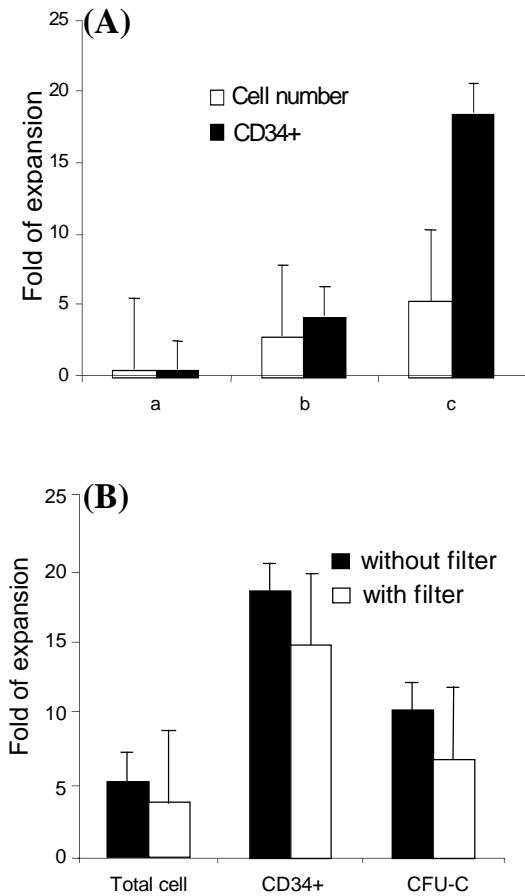 (A)
25
20
15
10
5
0
Fold of expansion
Cell number
CD34+
a b c
(B)
25
20
15
10
5
0
Fold of expansion
without filter
with filter
Total cell CD34+ CFU-C